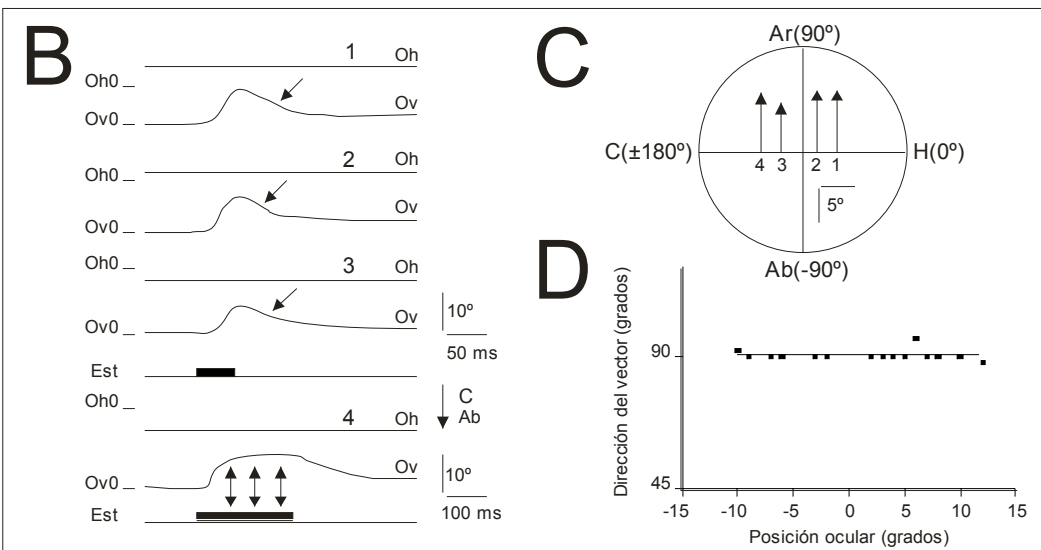 B
1 Oh
Oh0
Ov
Ov0
2 Oh
Oh0
Ov
Ov0
3 Oh
Oh0
Ov
Ov0
10º
50 ms
Est
Oh0
C
Ab
4 Oh
Ov
Ov0
10º
Est
100 ms
C
Ar(90º)
C(±180º)
H(0º)
4 3 2 1
5º
Ab(-90º)
D
Dirección del vector (grados)
90
45
-15 -10 -5 0 5 10 15
Posición ocular (grados)